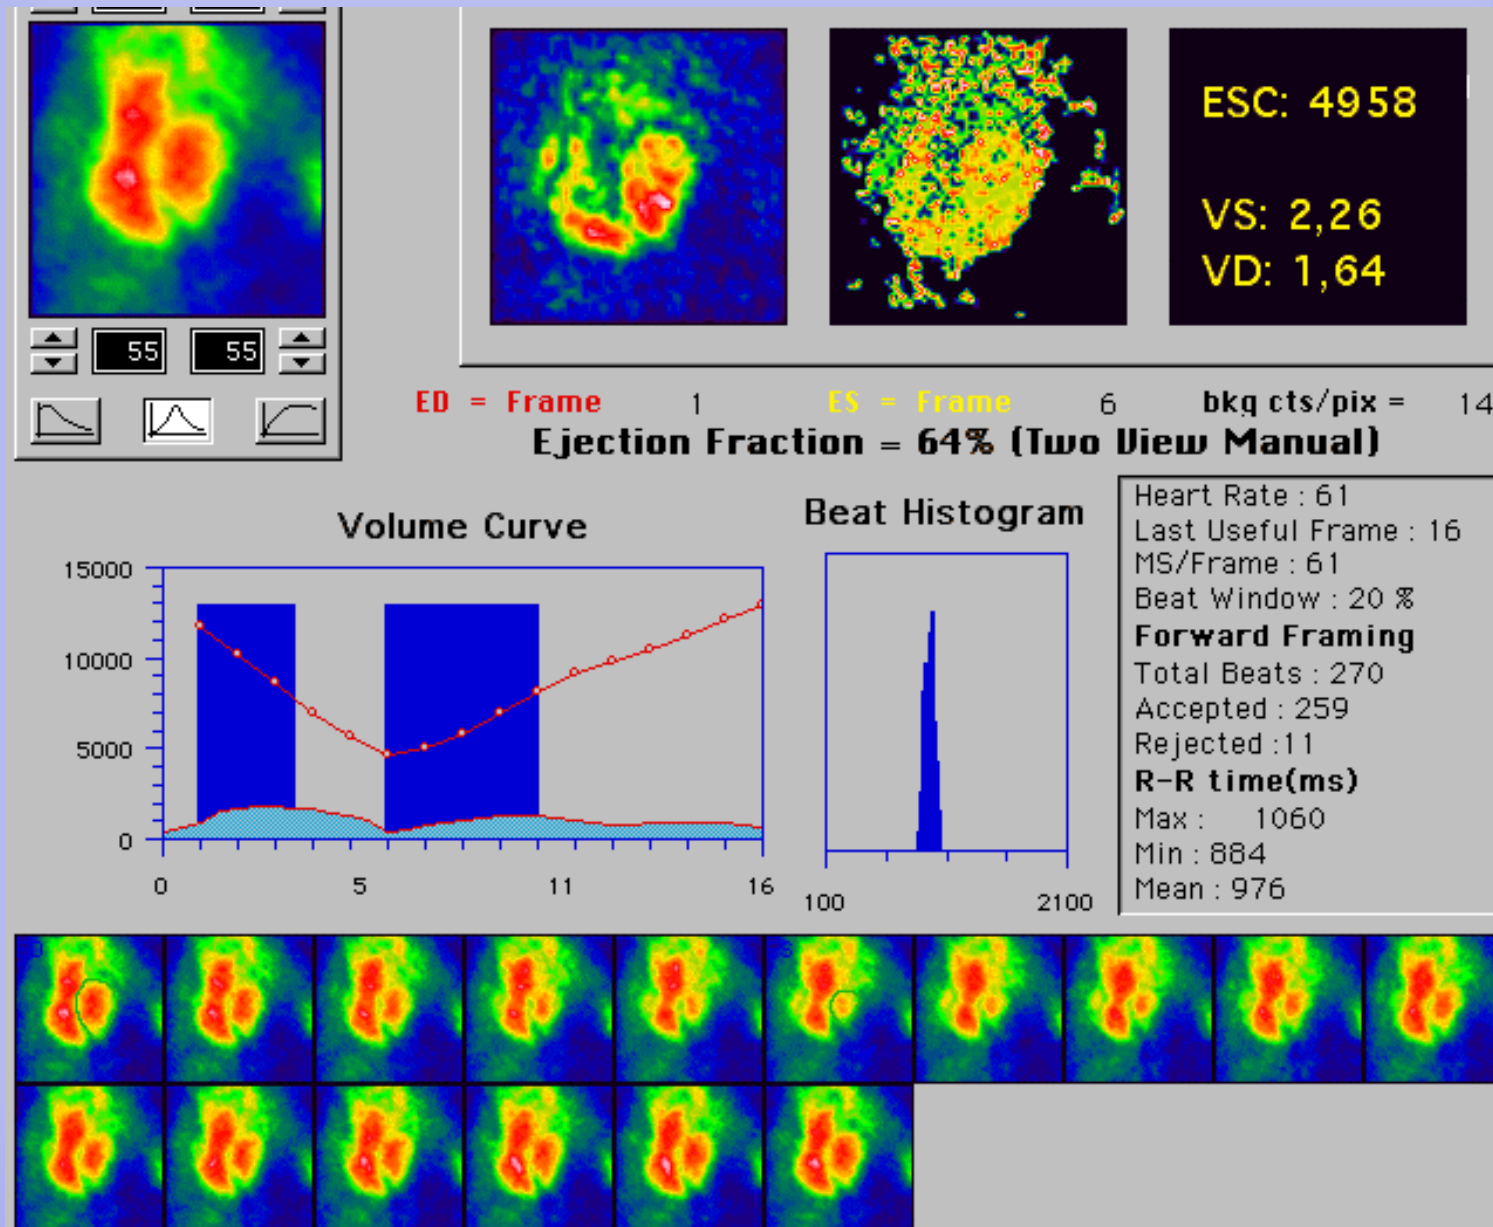 ESC: 4958
VS: 2,26
VD: 1,64
55 55
ED = Frame 1 ES = Frame 6 bkg cts/pix = 14
Ejection Fraction = 64% (Two View Manual)
Volume Curve
15000
10000
5000
0
0 5 11 16
Beat Histogram
100 2100
Heart Rate : 61
Last Useful Frame : 16
MS/Frame : 61
Beat Window : 20 %
Forward Framing
Total Beats : 270
Accepted : 259
Rejected :11
R-R time(ms)
Max : 1060
Min : 884
Mean : 976